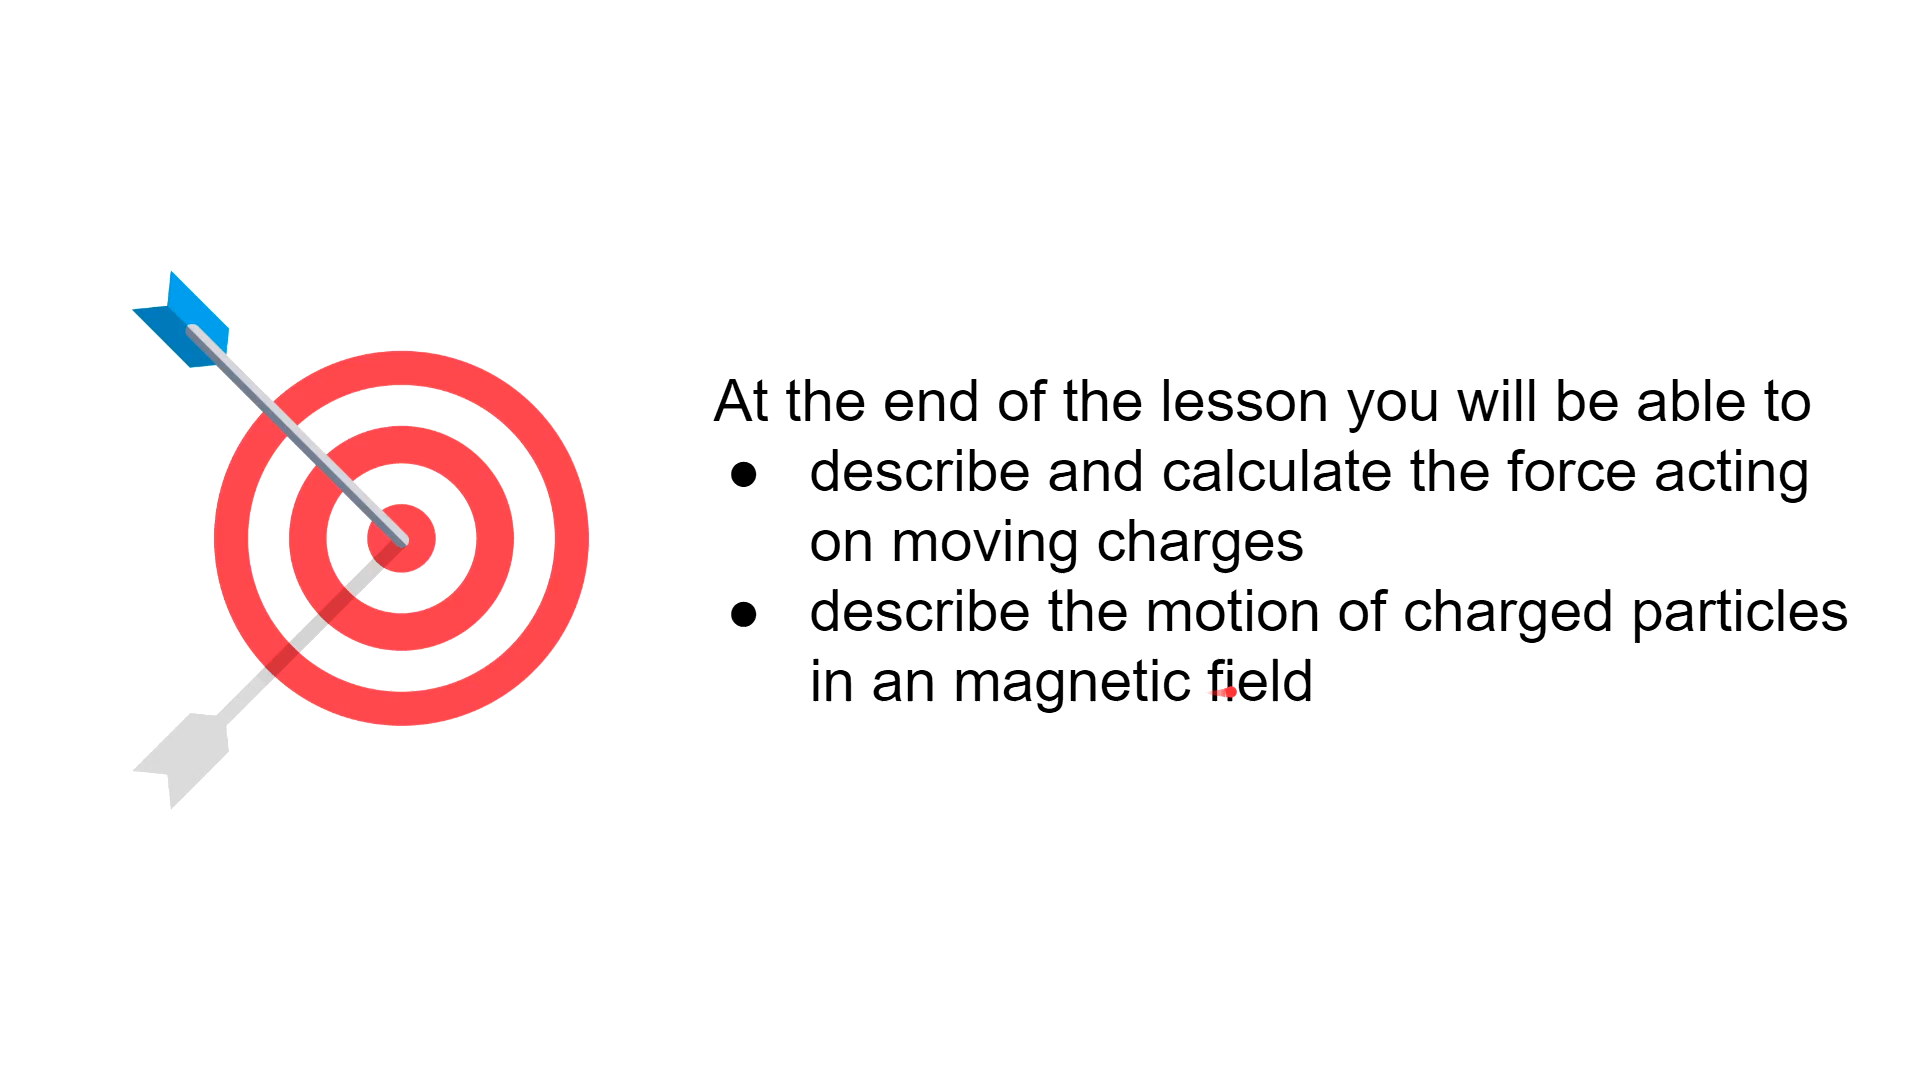 At the end of the lesson you will be able to
● describe and calculate the force acting
on moving charges
● describe the motion of charged particles
in an magnetic field